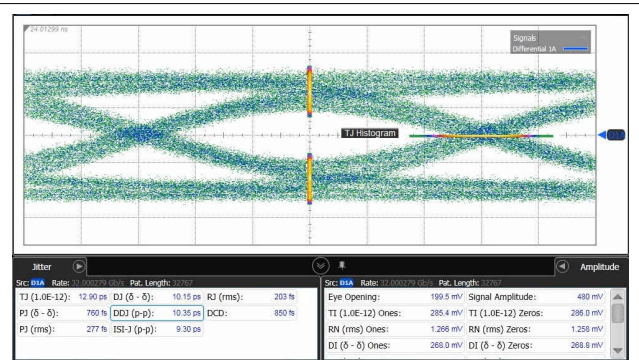 24.01299 ns
Signals
Differential 1A
TJ Histogram
Jitter
Amplitude
Src: D1A Rate: 32.000279 Gb/s Pat. Length: 32767
TJ (1.0E-12): 12.90 ps DJ (δ - δ): 10.15 ps RJ (rms): 203 fs
PJ (δ - δ): 760 fs DDJ (p-p): 10.35 ps DCD: 850 fs
PJ (rms): 277 fs ISI-J (p-p): 9.30 ps
Src: D1A Rate: 32.000279 Gb/s Pat. Length: 32767
Eye Opening: 199.5 mV Signal Amplitude: 480 mV
TI (1.0E-12) Ones: 285.4 mV TI (1.0E-12) Zeros: 286.0 mV
RN (rms) Ones: 1.266 mV RN (rms) Zeros: 1.258 mV
DI (δ - δ) Ones: 268.0 mV DI (δ - δ) Zeros: 268.8 mV